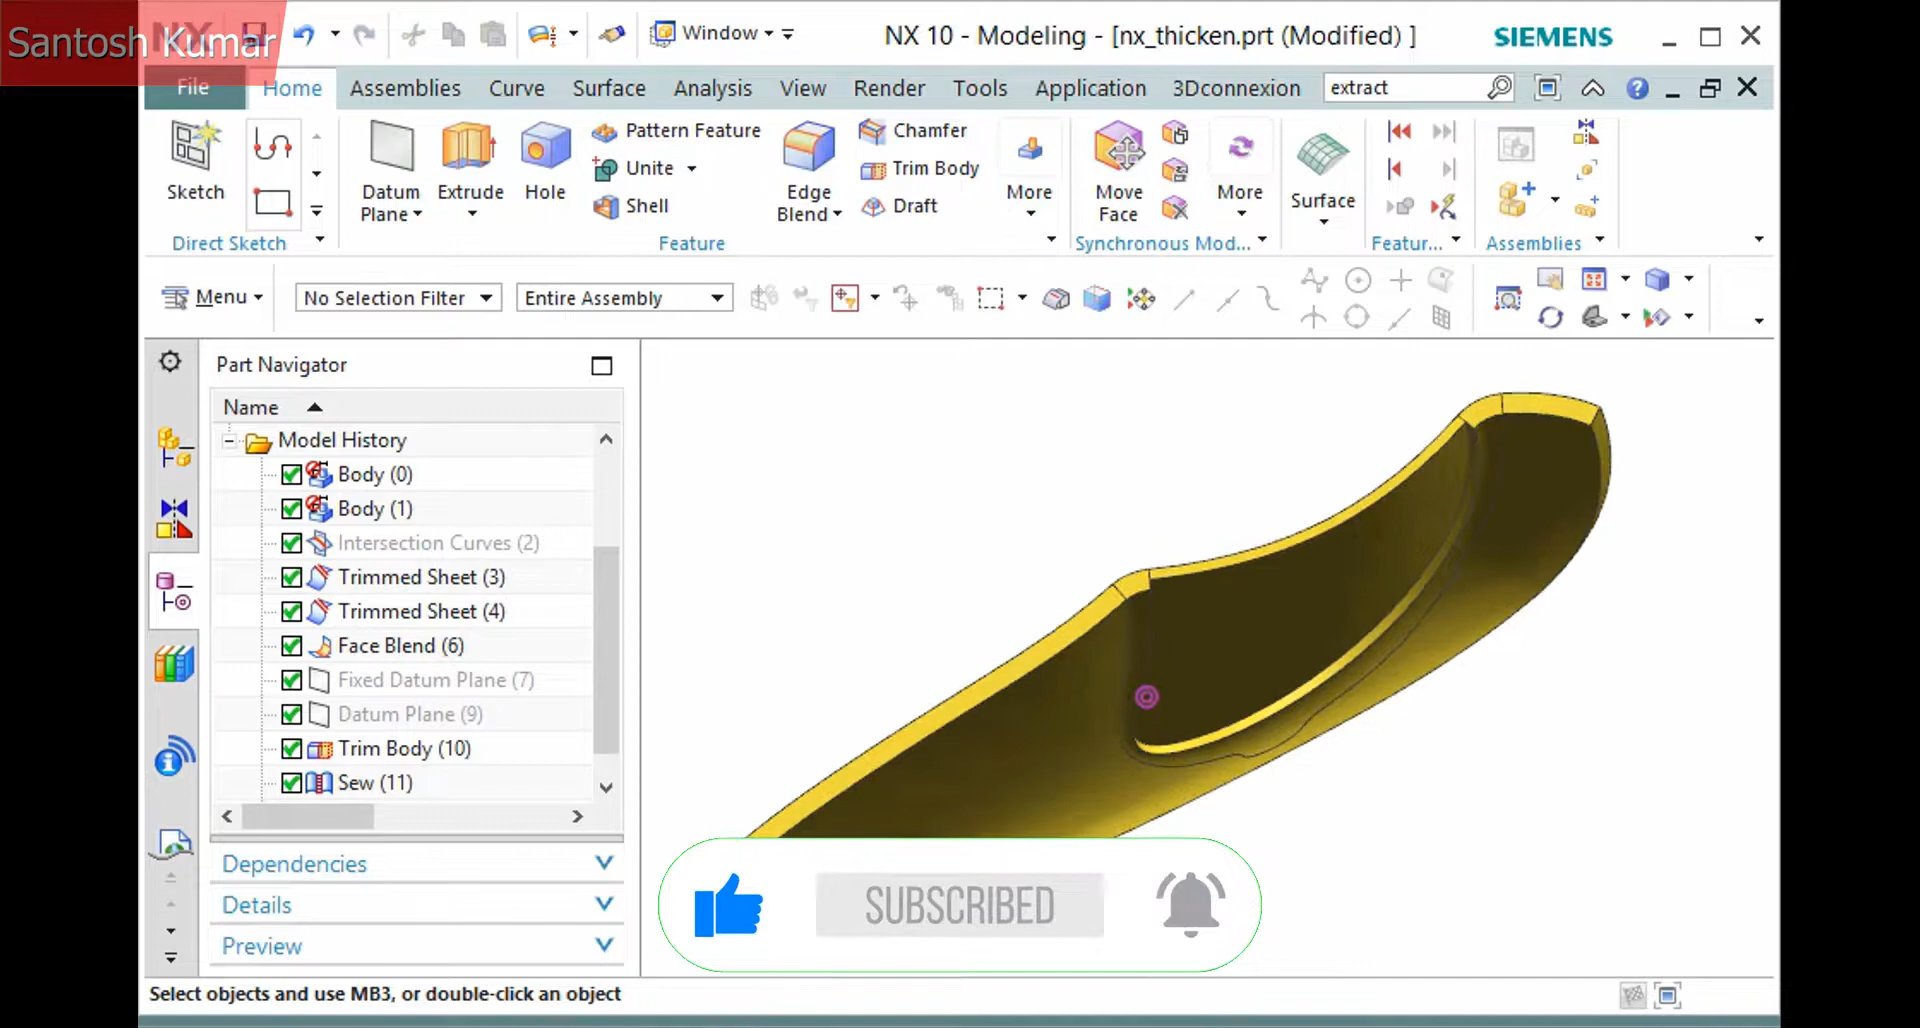 Santosh Kumar
NX
Window
NX 10 - Modeling - [nx_thicken.prt (Modified) ]
SIEMENS
File
Home
Assemblies
Curve
Surface
Analysis
View
Render
Tools
Application
3Dconnexion
extract
Sketch
Direct Sketch
Datum
Plane
Extrude
Hole
Pattern Feature
Unite
Shell
Edge
Blend
Chamfer
Trim Body
Draft
More
Feature
Move
Face
More
Synchronous Mod...
Surface
Featur...
Assemblies
Menu
No Selection Filter
Entire Assembly
Part Navigator
Name
Model History
Body (0)
Body (1)
Intersection Curves (2)
Trimmed Sheet (3)
Trimmed Sheet (4)
Face Blend (6)
Fixed Datum Plane (7)
Datum Plane (9)
Trim Body (10)
Sew (11)
Dependencies
Details
Preview
SUBSCRIBED
Select objects and use MB3, or double-click an object